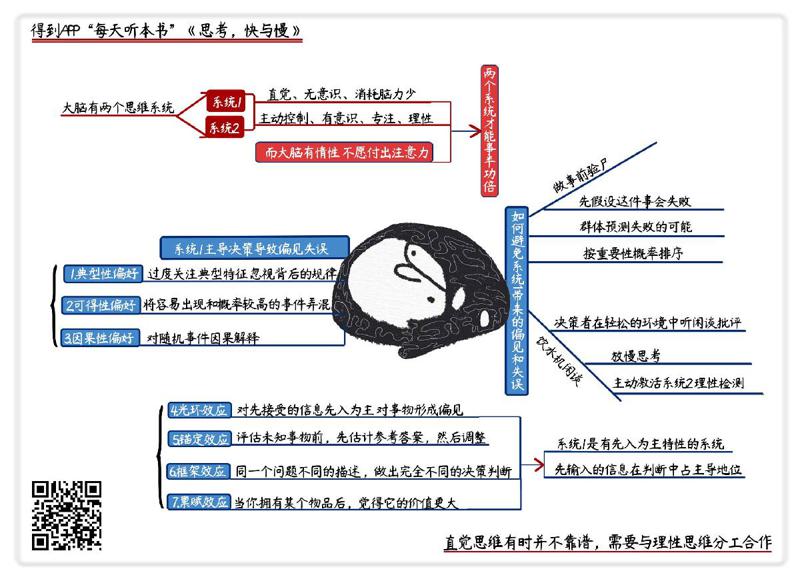 得到APP“每天听本书”《思考，快与慢》
大脑有两个思维系统
系统1
直觉、无意识、消耗脑力少
系统2
主动控制、有意识、专注、理性
而大脑有惰性 不愿付出注意力
两个系统才能事半功倍
系统1主导决策导致偏见失误
1.典型性偏好
过度关注典型特征忽视背后的规律
2.可得性偏好
将容易出现和概率较高的事件弄混
3.因果性偏好
对随机事件因果解释
如何避免系统1带来的偏见和失误
做事前验尸
先假设这件事会失败
群体预测失败的可能
按重要性概率排序
饮水机闲谈
决策者在轻松的环境中听闲谈批评
放慢思考
主动激活系统2理性检测
4.光环效应
对先接受的信息先入为主对事物形成偏见
5.锚定效应
评估未知事物前，先估计参考答案，然后调整
6.框架效应
同一个问题不同的描述，做出完全不同的决策判断
7.禀赋效应
当你拥有某个物品后，觉得它的价值更大
系统1是有先入为主特性的系统
先输入的信息在判断中占主导地位
直觉思维有时并不靠谱，需要与理性思维分工合作